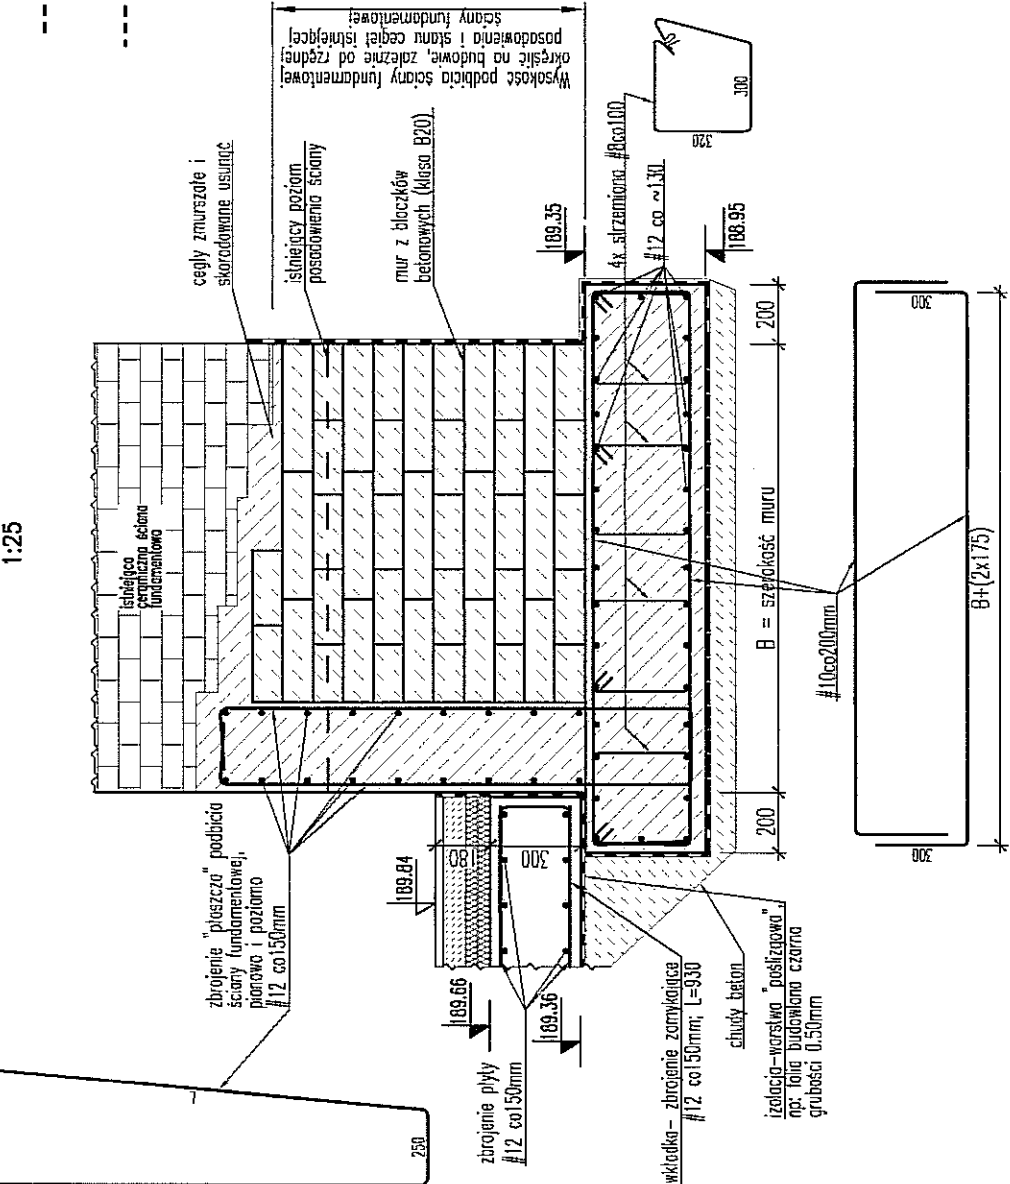 1:25
Wysokość podbicia ściany fundamentowej
określić na budowie, zależnie od rzędnej
posadowienia i stanu cegieł istniejącej
ściany fundamentowej
cegły zmurszałe i
skorodowane usunąć
istniejący poziom
posadowienia ściany
mur z bloczków
betonowych (klasa B20)
istniejąca
ceramiczna ściana
fundamentowa
189.35
188.95
4x strzemiona #8co100
#12 co ~130
320
300
200
B = szerokość muru
200
300
300
B+(2x175)
#10co200mm
zbrojenie "płaszcza" podbicia
ściany fundamentowej,
pionowo i poziomo
#12 co150mm
189.84
180
300
189.66
189.36
zbrojenie płyty
#12 co150mm
wkładka- zbrojenie zamykające
#12 co150mm; L=930
chudy beton
izolacja-warstwa "poślizgowa"
np: folia budowlana czarna
grubości 0.50mm
250